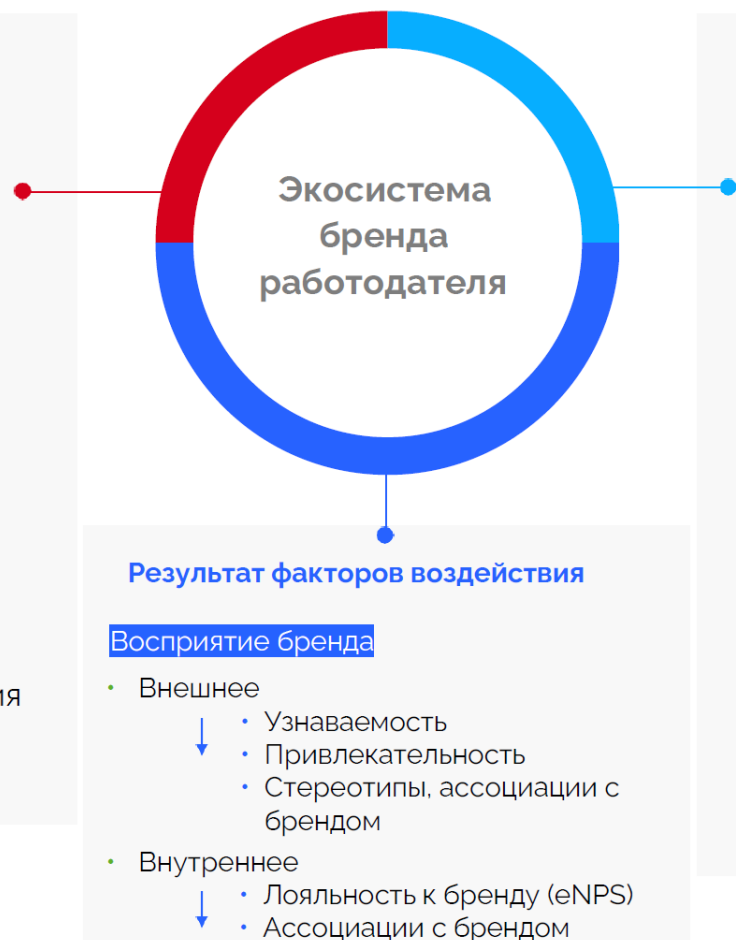 Экосистема
бренда
работодателя
Результат факторов воздействия
Восприятие бренда
• Внешнее
• Узнаваемость
• Привлекательность
• Стереотипы, ассоциации с
брендом
• Внутреннее
• Лояльность к бренду (eNPS)
• Ассоциации с брендом